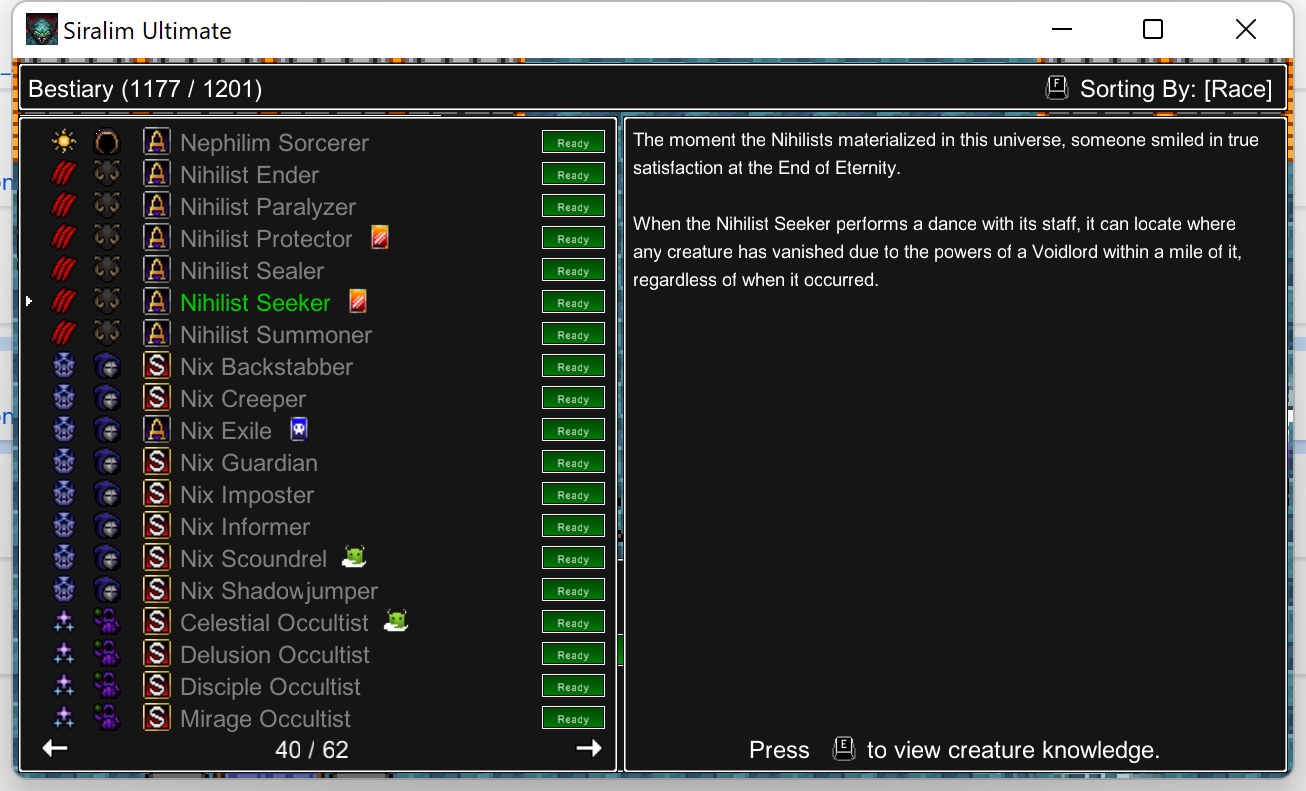 Siralim Ultimate
Bestiary (1177 / 1201)
F Sorting By: [Race]
A Nephilim Sorcerer Ready
A Nihilist Ender Ready
A Nihilist Paralyzer Ready
A Nihilist Protector Ready
A Nihilist Sealer Ready
A Nihilist Seeker Ready
A Nihilist Summoner Ready
S Nix Backstabber Ready
S Nix Creeper Ready
A Nix Exile Ready
S Nix Guardian Ready
S Nix Imposter Ready
S Nix Informer Ready
S Nix Scoundrel Ready
S Nix Shadowjumper Ready
S Celestial Occultist Ready
S Delusion Occultist Ready
S Disciple Occultist Ready
S Mirage Occultist Ready
40 / 62
The moment the Nihilists materialized in this universe, someone smiled in true
satisfaction at the End of Eternity.
When the Nihilist Seeker performs a dance with its staff, it can locate where
any creature has vanished due to the powers of a Voidlord within a mile of it,
regardless of when it occurred.
Press E to view creature knowledge.